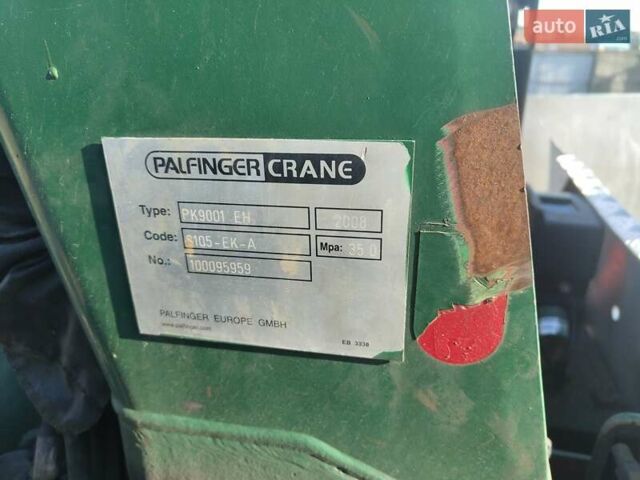 auto RIA .com
PALFINGER CRANE
Type: PK9001 EH 2008
Code: S105-EK-A Mpa: 35.0
No.: 100095959
PALFINGER EUROPE GMBH
www.palfinger.com
EB 3338